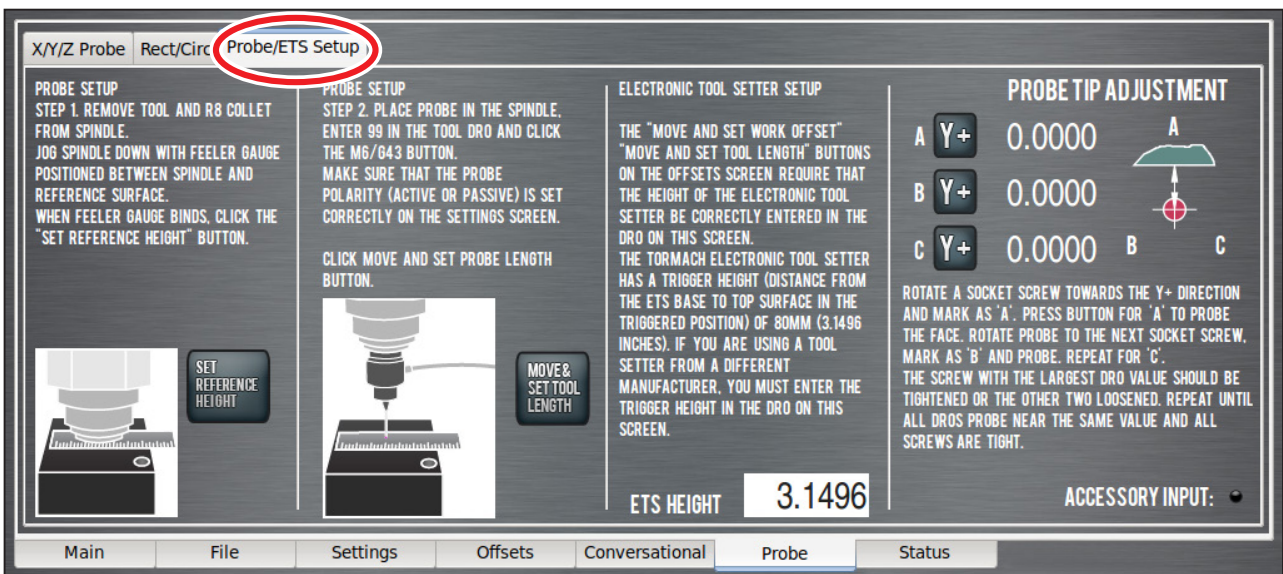 X/Y/Z Probe
Rect/Circ
Probe/ETS Setup
PROBE SETUP
STEP 1. REMOVE TOOL AND R8 COLLET
FROM SPINDLE.
JOG SPINDLE DOWN WITH FEELER GAUGE
POSITIONED BETWEEN SPINDLE AND
REFERENCE SURFACE.
WHEN FEELER GAUGE BINDS, CLICK THE
"SET REFERENCE HEIGHT" BUTTON.
SET
REFERENCE
HEIGHT
PROBE SETUP
STEP 2. PLACE PROBE IN THE SPINDLE,
ENTER 99 IN THE TOOL DRO AND CLICK
THE M6/G43 BUTTON.
MAKE SURE THAT THE PROBE
POLARITY (ACTIVE OR PASSIVE) IS SET
CORRECTLY ON THE SETTINGS SCREEN.
CLICK MOVE AND SET PROBE LENGTH
BUTTON.
MOVE&
SET TOOL
LENGTH
ELECTRONIC TOOL SETTER SETUP
THE "MOVE AND SET WORK OFFSET"
"MOVE AND SET TOOL LENGTH" BUTTONS
ON THE OFFSETS SCREEN REQUIRE THAT
THE HEIGHT OF THE ELECTRONIC TOOL
SETTER BE CORRECTLY ENTERED IN THE
DRO ON THIS SCREEN.
THE TORMACH ELECTRONIC TOOL SETTER
HAS A TRIGGER HEIGHT (DISTANCE FROM
THE ETS BASE TO TOP SURFACE IN THE
TRIGGERED POSITION) OF 80MM (3.1496
INCHES). IF YOU ARE USING A TOOL
SETTER FROM A DIFFERENT
MANUFACTURER, YOU MUST ENTER THE
TRIGGER HEIGHT IN THE DRO ON THIS
SCREEN.
ETS HEIGHT 3.1496
PROBE TIP ADJUSTMENT
A Y+ 0.0000 A
B Y+ 0.0000
C Y+ 0.0000 B C
ROTATE A SOCKET SCREW TOWARDS THE Y+ DIRECTION
AND MARK AS 'A'. PRESS BUTTON FOR 'A' TO PROBE
THE FACE. ROTATE PROBE TO THE NEXT SOCKET SCREW,
MARK AS 'B' AND PROBE. REPEAT FOR 'C'.
THE SCREW WITH THE LARGEST DRO VALUE SHOULD BE
TIGHTENED OR THE OTHER TWO LOOSENED. REPEAT UNTIL
ALL DROS PROBE NEAR THE SAME VALUE AND ALL
SCREWS ARE TIGHT.
ACCESSORY INPUT:
Main
File
Settings
Offsets
Conversational
Probe
Status